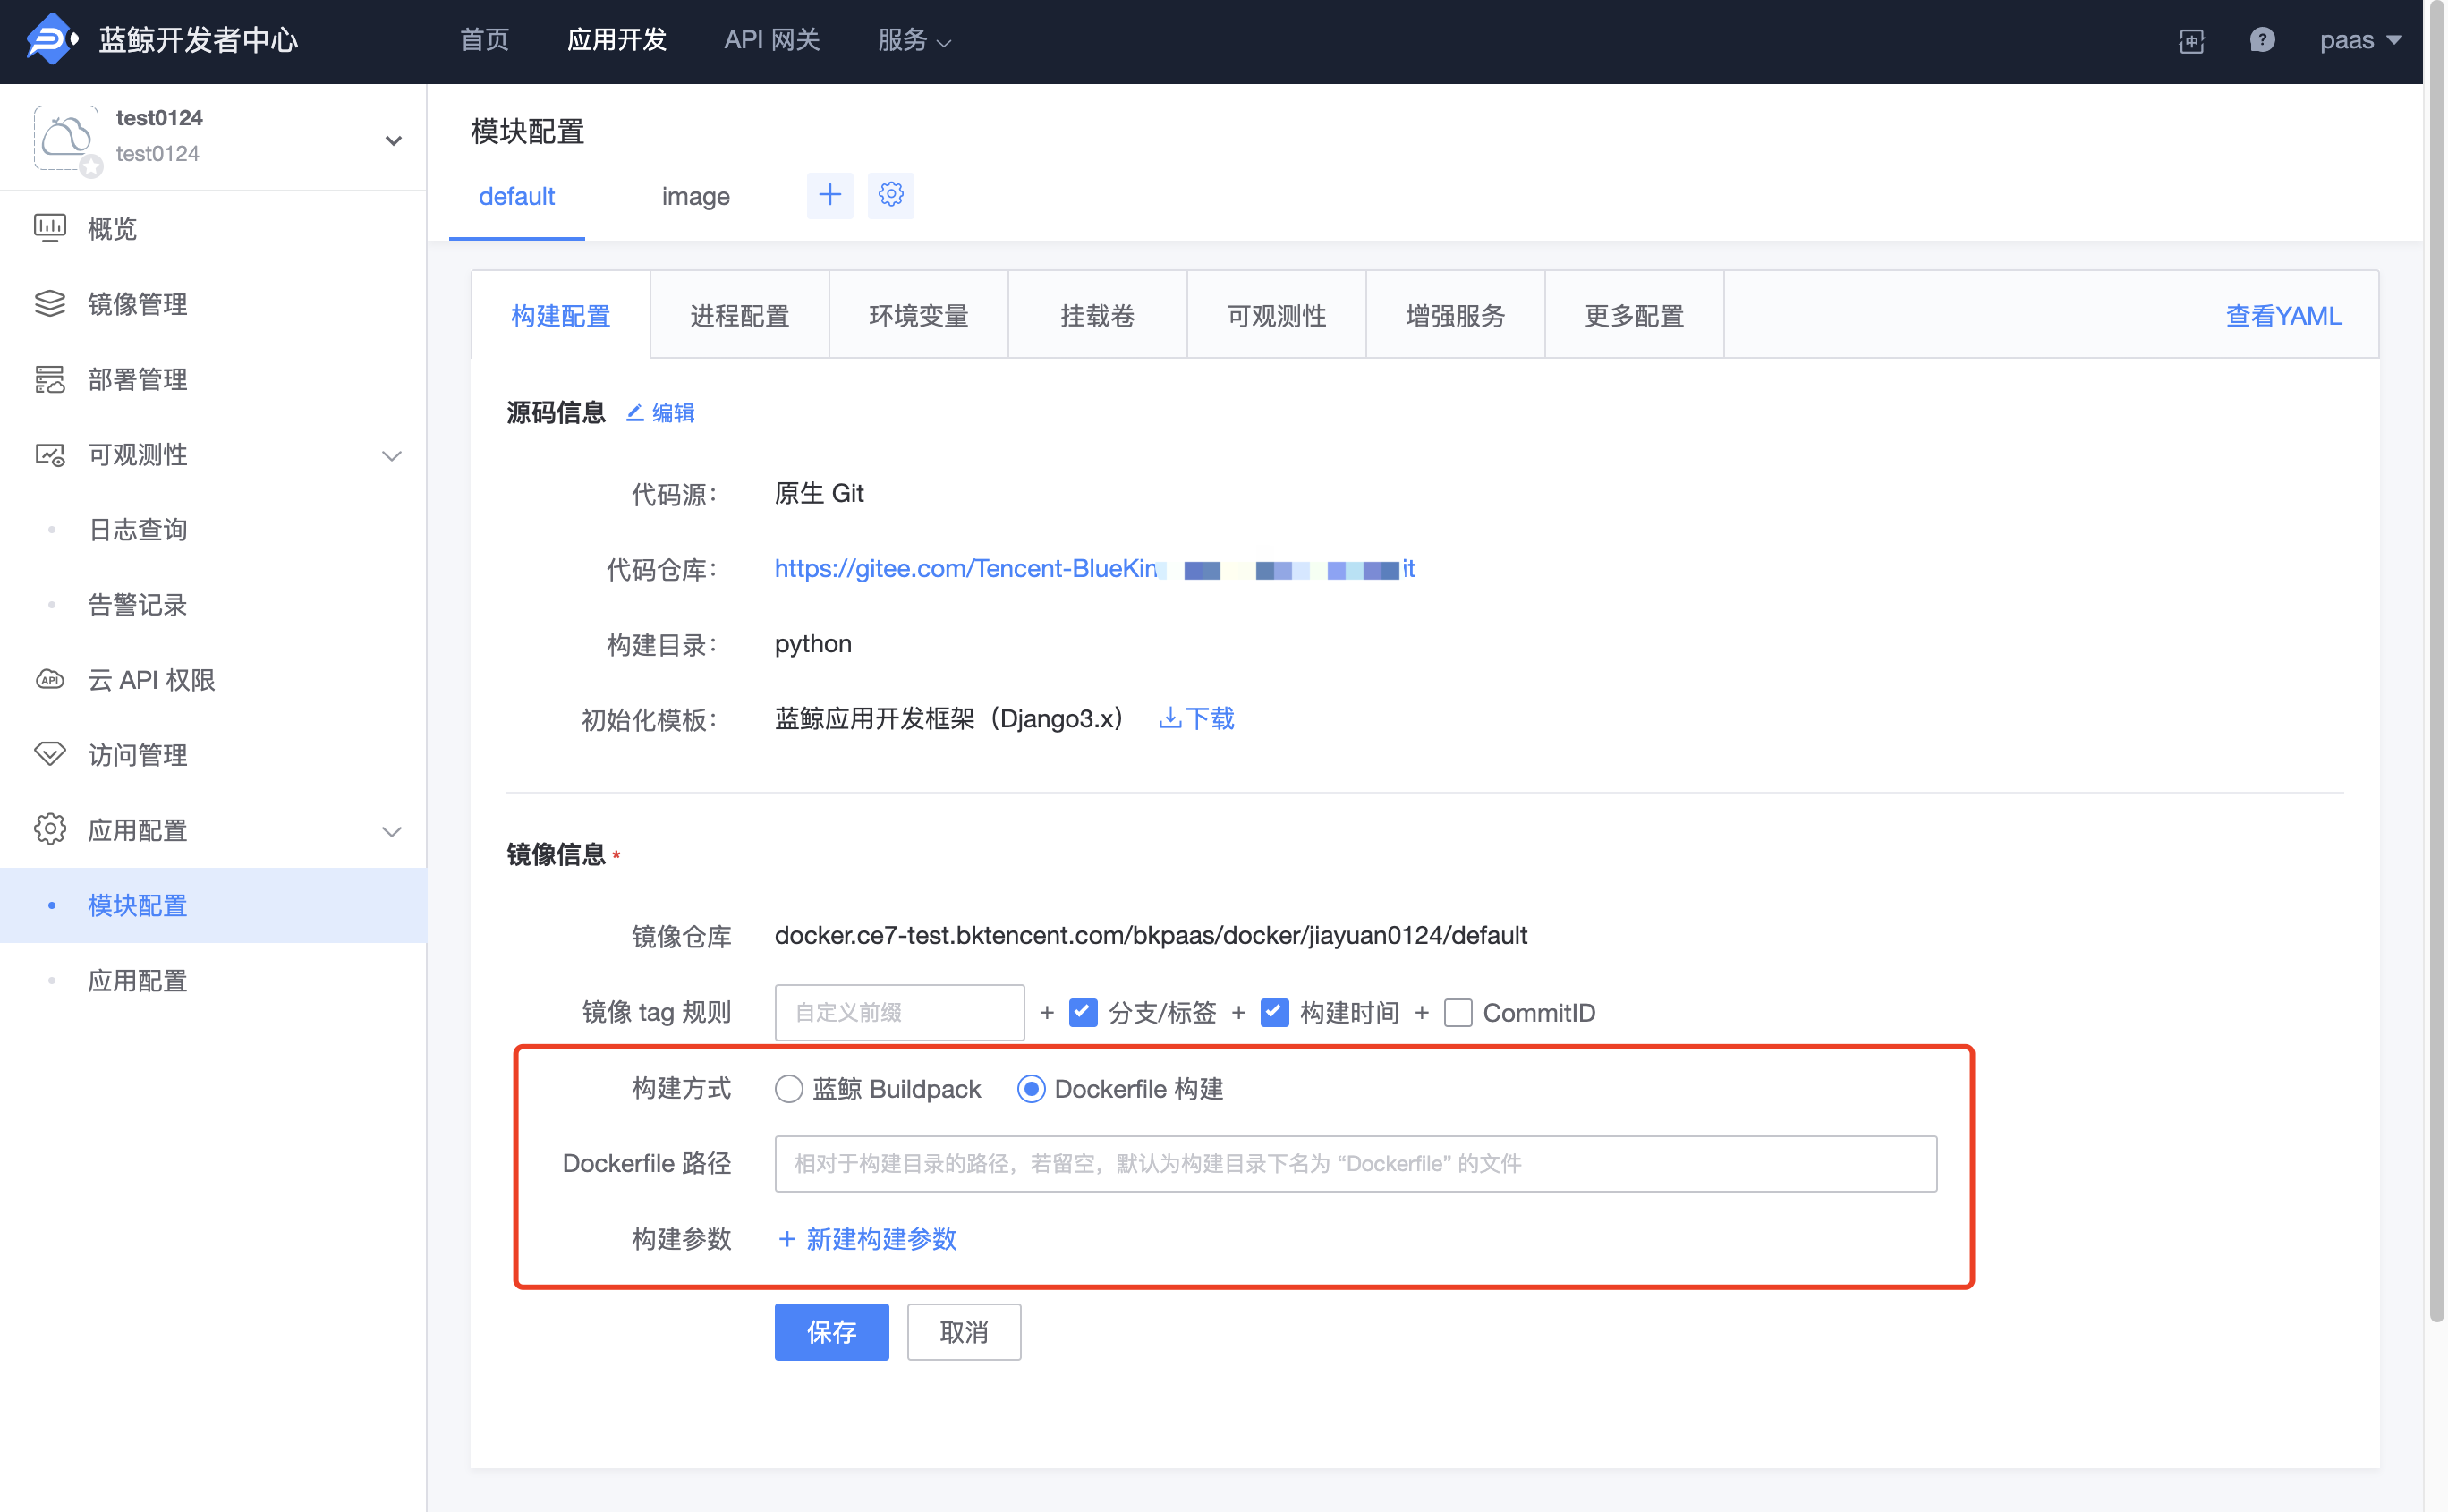 蓝鲸开发者中心
首页
应用开发
API 网关
服务
中
?
paas
test0124
test0124
概览
镜像管理
部署管理
可观测性
日志查询
告警记录
API
云 API 权限
访问管理
应用配置
模块配置
应用配置
模块配置
default
image
构建配置
进程配置
环境变量
挂载卷
可观测性
增强服务
更多配置
查看YAML
源码信息
编辑
代码源：
原生 Git
代码仓库：
https://gitee.com/Tencent-BlueKin it
构建目录：
python
初始化模板：
蓝鲸应用开发框架（Django3.x）
下载
镜像信息 *
镜像仓库
docker.ce7-test.bktencent.com/bkpaas/docker/jiayuan0124/default
镜像 tag 规则
自定义前缀
+ 分支/标签 + 构建时间 + CommitID
构建方式
蓝鲸 Buildpack
Dockerfile 构建
Dockerfile 路径
相对于构建目录的路径，若留空，默认为构建目录下名为 “Dockerfile” 的文件
构建参数
+ 新建构建参数
保存
取消